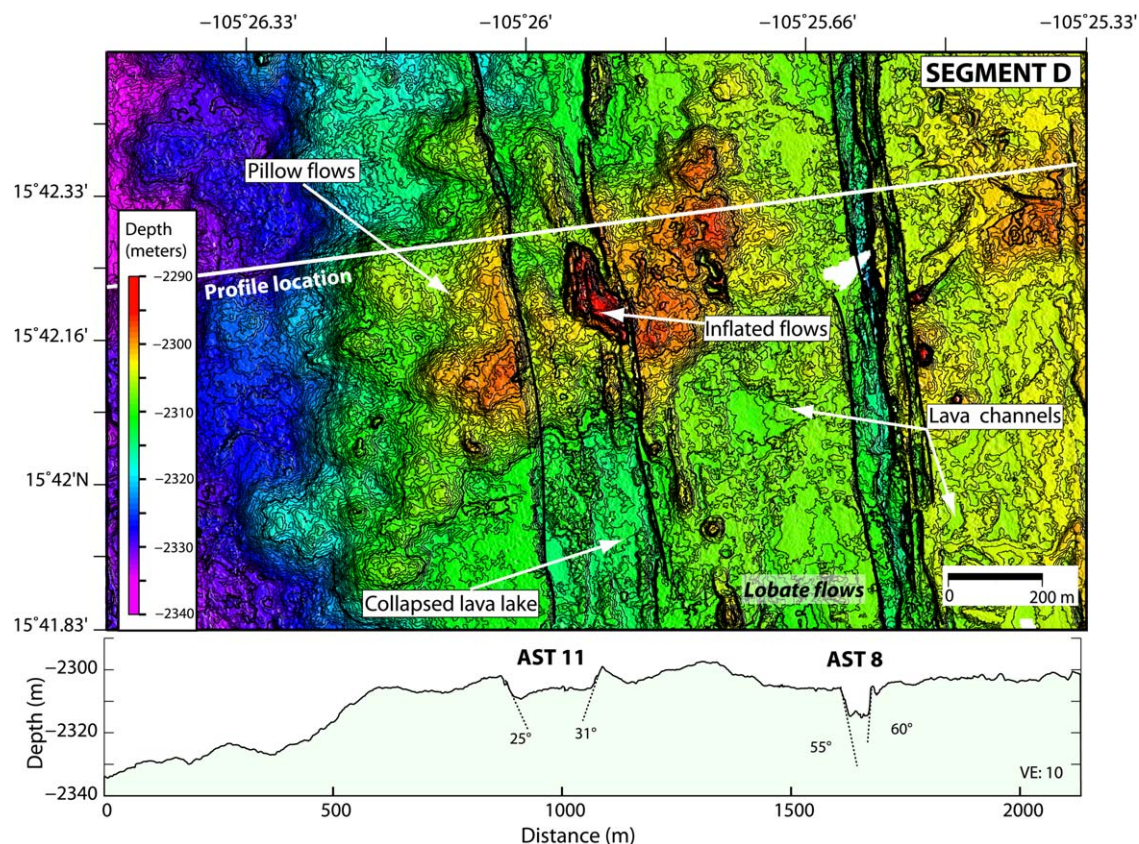 −105°26.33' −105°26' −105°25.66' −105°25.33'
SEGMENT D
Pillow flows
15°42.33'
Depth
(meters)
−2290
Profile location
−2300
Inflated flows
15°42.16'
−2310
Lava channels
−2320
15°42'N
−2330
Collapsed lava lake
Lobate flows
0 200 m
−2340
15°41.83'
AST 11 AST 8
−2300
25° 31° 55° 60°
−2320
VE: 10
−2340
Depth (m)
0 500 1000 1500 2000
Distance (m)